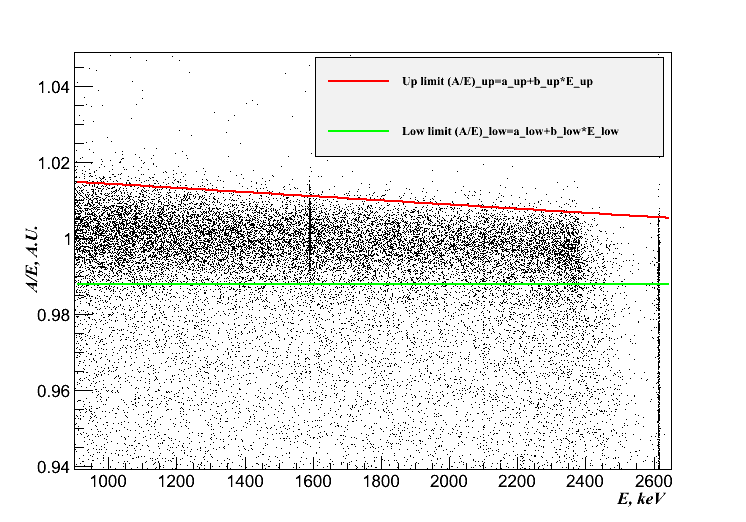 Up limit (A/E)_up=a_up+b_up*E_up
Low limit (A/E)_low=a_low+b_low*E_low
A/E, A.U.
1.04
1.02
1
0.98
0.96
0.94
1000 1200 1400 1600 1800 2000 2200 2400 2600
E, keV